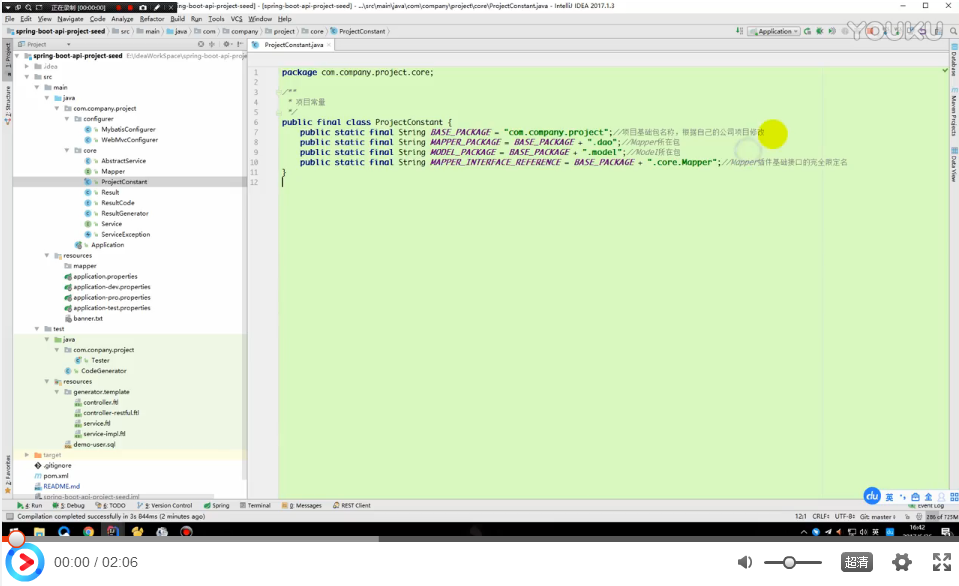 正在录制 [00:00:00]
ng-boot-api-project-seed] - [spring-boot-api-project-seed] - ...\src\main\java\com\company\project\core\ProjectConstant.java - IntelliJ IDEA 2017.1.3
File Edit View Navigate Code Analyze Refactor Build Run Tools VCS Window Help
spring-boot-api-project-seed src main java com company project core ProjectConstant
Application
YOUKU
Project
ProjectConstant.java
1: Project
Structure
2: Favorites
Database
Maven Projects
Data View
spring-boot-api-project-seed E:\IdeaWorkSpace\spring-boot-api-proje
.idea
src
main
java
com.company.project
configurer
MybatisConfigurer
WebMvcConfigurer
core
AbstractService
Mapper
ProjectConstant
Result
ResultCode
ResultGenerator
Service
ServiceException
Application
resources
mapper
application.properties
application-dev.properties
application-pro.properties
application-test.properties
banner.txt
test
java
com.conpany.project
Tester
CodeGenerator
resources
generator.template
controller.ftl
controller-restful.ftl
service.ftl
service-impl.ftl
demo-user.sql
target
.gitignore
pom.xml
README.md
spring-boot-api-project-seed.iml
1 package com.company.project.core;
2
3 /**
4 * 项目常量
5 */
6 public final class ProjectConstant {
7 public static final String BASE_PACKAGE = "com.company.project";//项目基础包名称，根据自己的公司项目修改
8 public static final String MAPPER_PACKAGE = BASE_PACKAGE + ".dao";//Mapper所在包
9 public static final String MODEL_PACKAGE = BASE_PACKAGE + ".model";//Model所在包
10 public static final String MAPPER_INTERFACE_REFERENCE = BASE_PACKAGE + ".core.Mapper";//Mapper插件基础接口的完全限定名
11 }
12
du 英 全
4: Run 5: Debug 6: TODO 9: Version Control Spring Terminal 0: Messages REST Client Event Log
Compilation completed successfully in 3s 844ms (2 minutes ago)
12:1 CRLF÷ UTF-8÷ Git: master÷ 286 of 725M
英 16:42
00:00 / 02:06
超清